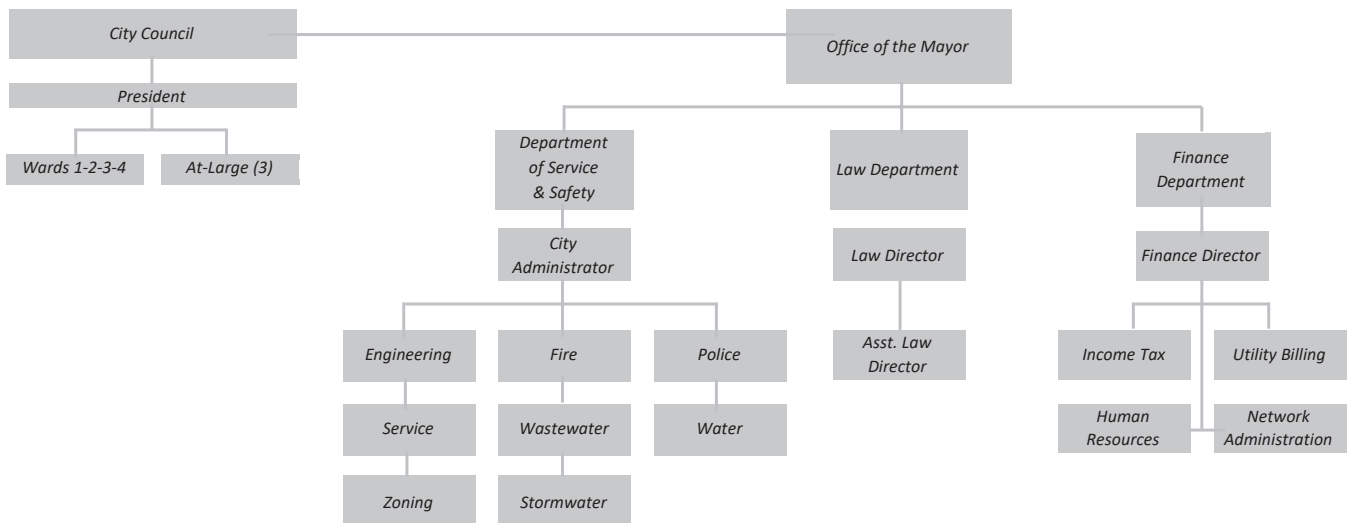 City Council
Office of the Mayor
President
Wards 1-2-3-4
At-Large (3)
Department
of Service
& Safety
Law Department
Finance
Department
City
Administrator
Law Director
Finance Director
Engineering
Fire
Police
Asst. Law
Director
Income Tax
Utility Billing
Service
Wastewater
Water
Human
Resources
Network
Administration
Zoning
Stormwater